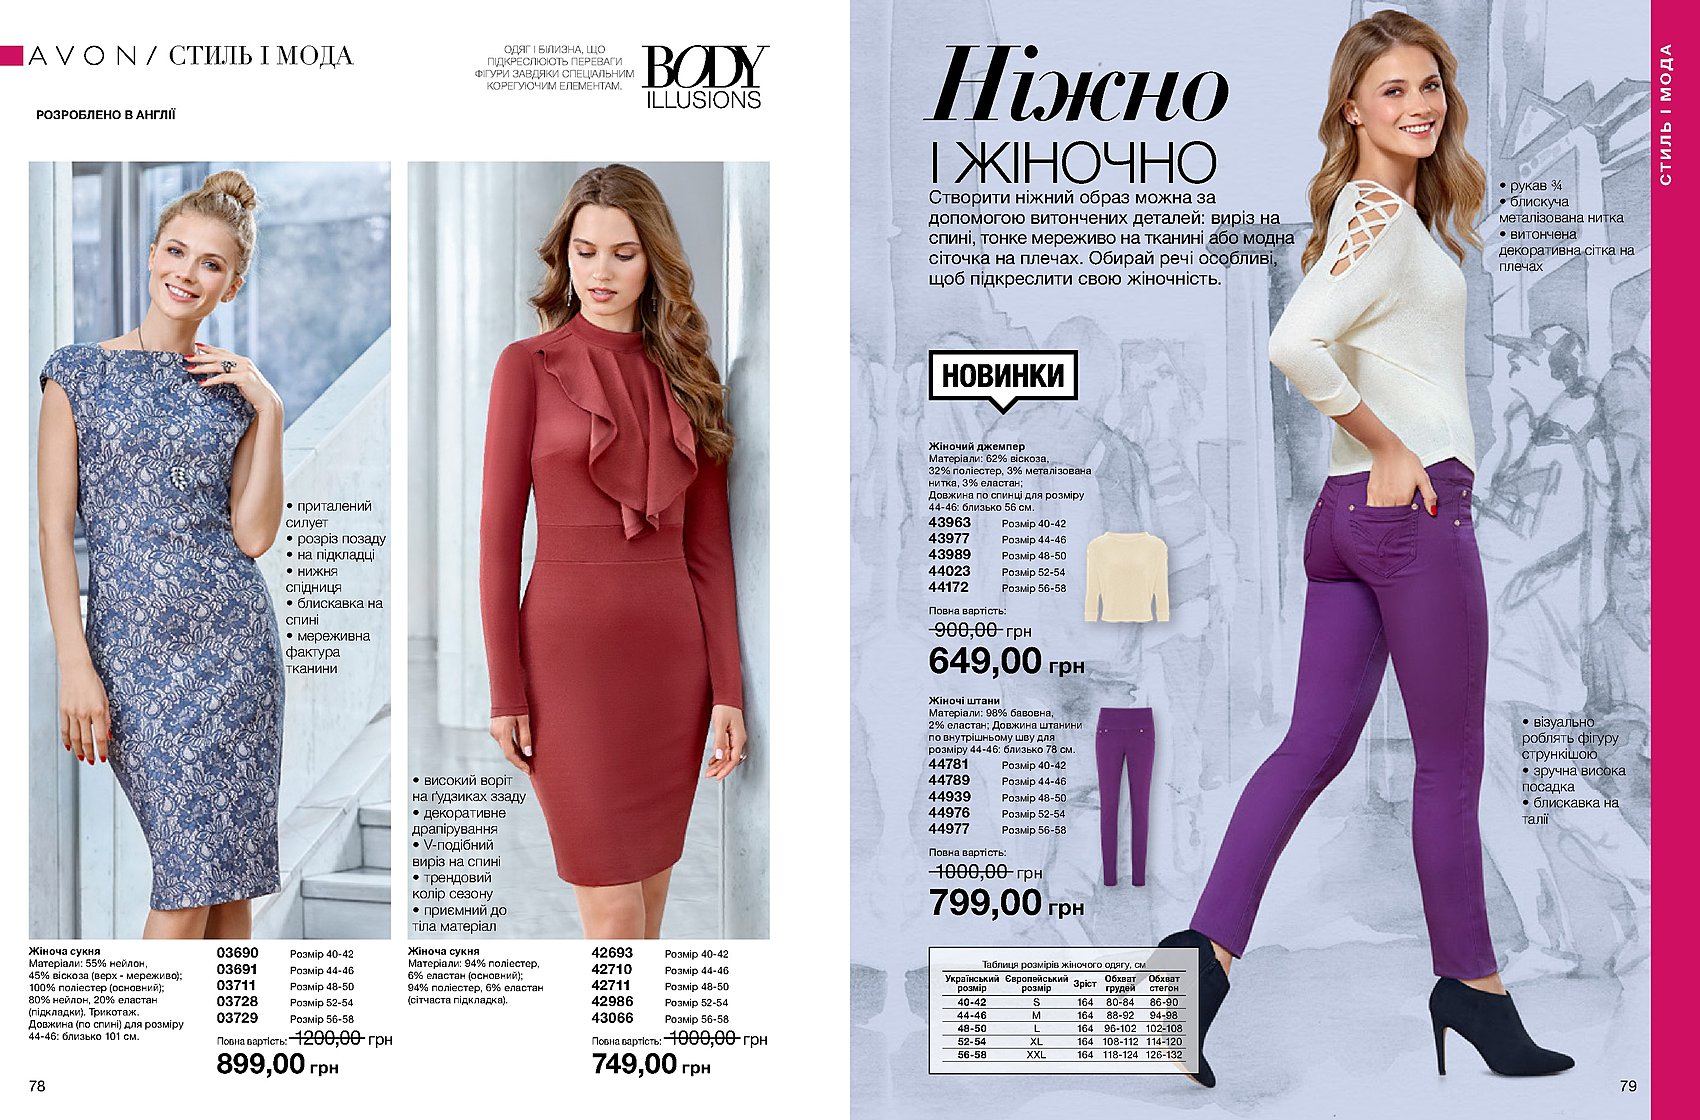 AVON / СТИЛЬ І МОДА
ОДЯГ І БІЛИЗНА, ЩО
ПІДКРЕСЛЮЮТЬ ПЕРЕВАГИ
ФІГУРИ ЗАВДЯКИ СПЕЦІАЛЬНИМ
КОРЕГУЮЧИМ ЕЛЕМЕНТАМ.
BODY
ILLUSIONS
РОЗРОБЛЕНО В АНГЛІЇ
• приталений
силует
• розріз позаду
• на підкладці
• нижня
спідниця
• блискавка на
спині
• мереживна
фактура
тканини
• високий воріт
на ґудзиках ззаду
• декоративне
драпірування
• V-подібний
виріз на спині
• трендовий
колір сезону
• приємний до
тіла матеріал
Жіноча сукня
Матеріали: 55% нейлон,
45% віскоза (верх - мереживо);
100% поліестер (основний);
80% нейлон, 20% еластан
(підкладки). Трикотаж.
Довжина (по спині) для розміру
44-46: близько 101 см.
03690 Розмір 40-42
03691 Розмір 44-46
03711 Розмір 48-50
03728 Розмір 52-54
03729 Розмір 56-58
Повна вартість: 1200,00 грн
899,00 грн
Жіноча сукня
Матеріали: 94% поліестер,
6% еластан (основний);
94% поліестер, 6% еластан
(сітчаста підкладка).
42693 Розмір 40-42
42710 Розмір 44-46
42711 Розмір 48-50
42986 Розмір 52-54
43066 Розмір 56-58
Повна вартість: 1000,00 грн
749,00 грн
78
Ніжно
І ЖІНОЧНО
Створити ніжний образ можна за
допомогою витончених деталей: виріз на
спині, тонке мереживо на тканині або модна
сіточка на плечах. Обирай речі особливі,
щоб підкреслити свою жіночність.
СТИЛЬ І МОДА
• рукав ¾
• блискуча
металізована нитка
• витончена
декоративна сітка на
плечах
НОВИНКИ
Жіночий джемпер
Матеріали: 62% віскоза,
32% поліестер, 3% металізована
нитка, 3% еластан;
Довжина по спинці для розміру
44-46: близько 56 см.
43963 Розмір 40-42
43977 Розмір 44-46
43989 Розмір 48-50
44023 Розмір 52-54
44172 Розмір 56-58
Повна вартість:
900,00 грн
649,00 грн
Жіночі штани
Матеріали: 98% бавовна,
2% еластан; Довжина штанини
по внутрішньому шву для
розміру 44-46: близько 78 см.
44781 Розмір 40-42
44789 Розмір 44-46
44939 Розмір 48-50
44976 Розмір 52-54
44977 Розмір 56-58
Повна вартість:
1000,00 грн
799,00 грн
• візуально
роблять фігуру
стрункішою
• зручна висока
посадка
• блискавка на
талії
Таблиця розмірів жіночого одягу, см
Український розмір Європейський розмір Зріст Обхват грудей Обхват стегон
40-42 S 164 80-84 86-90
44-46 M 164 88-92 94-98
48-50 L 164 96-102 102-108
52-54 XL 164 108-112 114-120
56-58 XXL 164 118-124 126-132
79